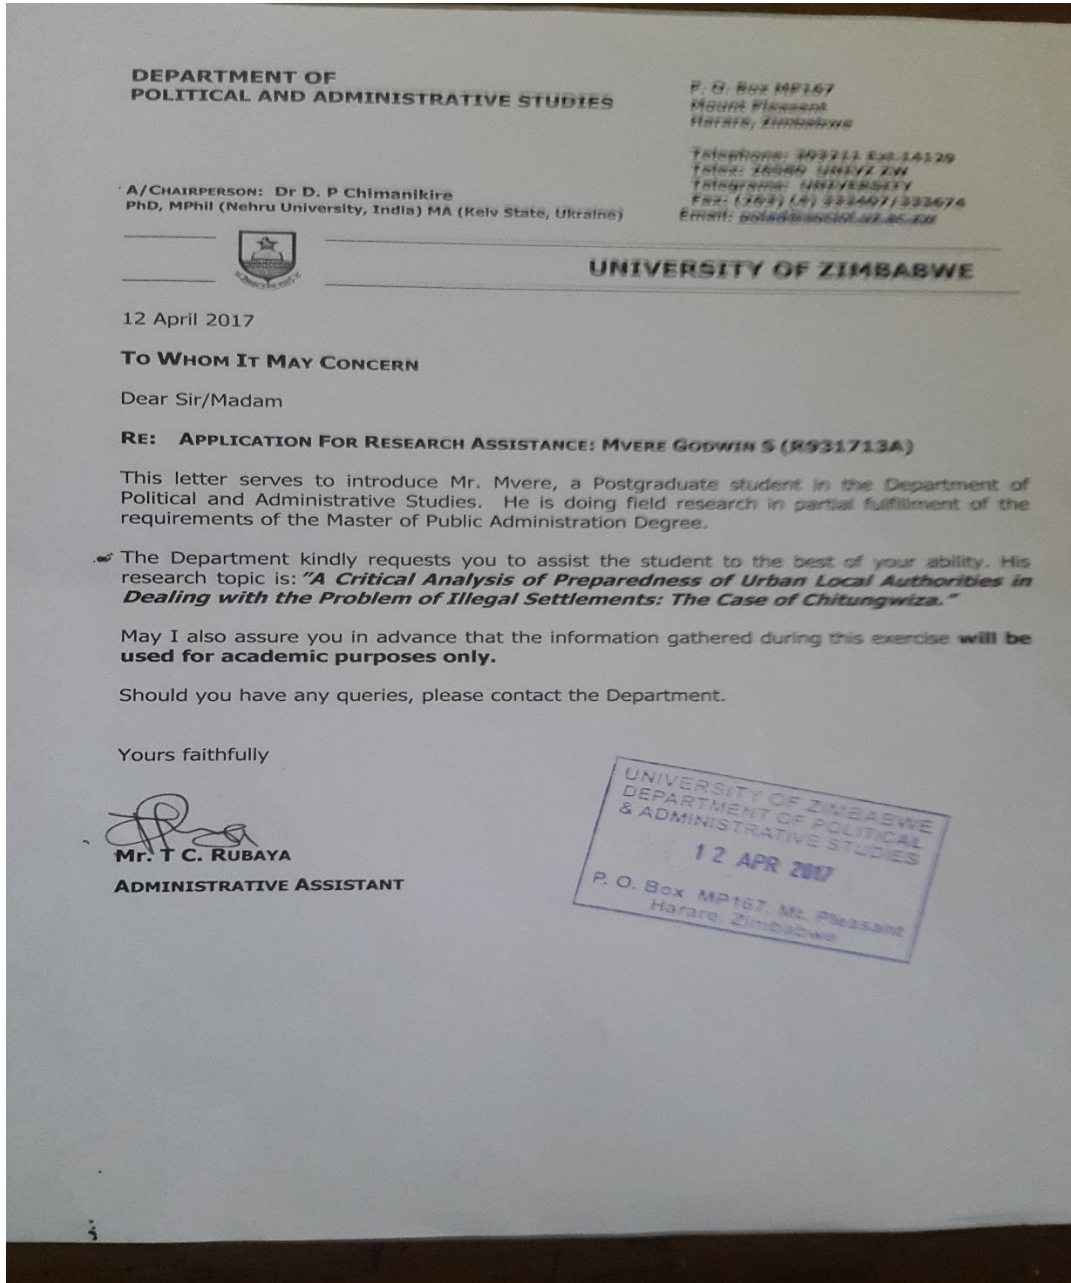 DEPARTMENT OF
POLITICAL AND ADMINISTRATIVE STUDIES
P. O. Box MP167
Mount Pleasant
Harare, Zimbabwe
Telephone: 303211 Ext.14129
UNIVZ ZW
Telegrams: UNIVERSITY
Fax: (263) (4) 333407/333674
Email:
A/CHAIRPERSON: Dr D. P Chimanikire
PhD, MPhil (Nehru University, India) MA (Keiv State, Ukraine)
UNIVERSITY OF ZIMBABWE
12 April 2017
TO WHOM IT MAY CONCERN
Dear Sir/Madam
RE: APPLICATION FOR RESEARCH ASSISTANCE: MVERE GODWIN S (R931713A)
This letter serves to introduce Mr. Mvere, a Postgraduate student in the Department of
Political and Administrative Studies. He is doing field research in partial fulfillment of the
requirements of the Master of Public Administration Degree.
The Department kindly requests you to assist the student to the best of your ability. His
research topic is: "A Critical Analysis of Preparedness of Urban Local Authorities in
Dealing with the Problem of Illegal Settlements: The Case of Chitungwiza."
May I also assure you in advance that the information gathered during this exercise will be
used for academic purposes only.
Should you have any queries, please contact the Department.
Yours faithfully
Mr. T C. RUBAYA
ADMINISTRATIVE ASSISTANT
UNIVERSITY OF ZIMBABWE
DEPARTMENT OF POLITICAL
& ADMINISTRATIVE STUDIES
12 APR 2017
P. O. Box MP167, Mt. Pleasant
Harare, Zimbabwe